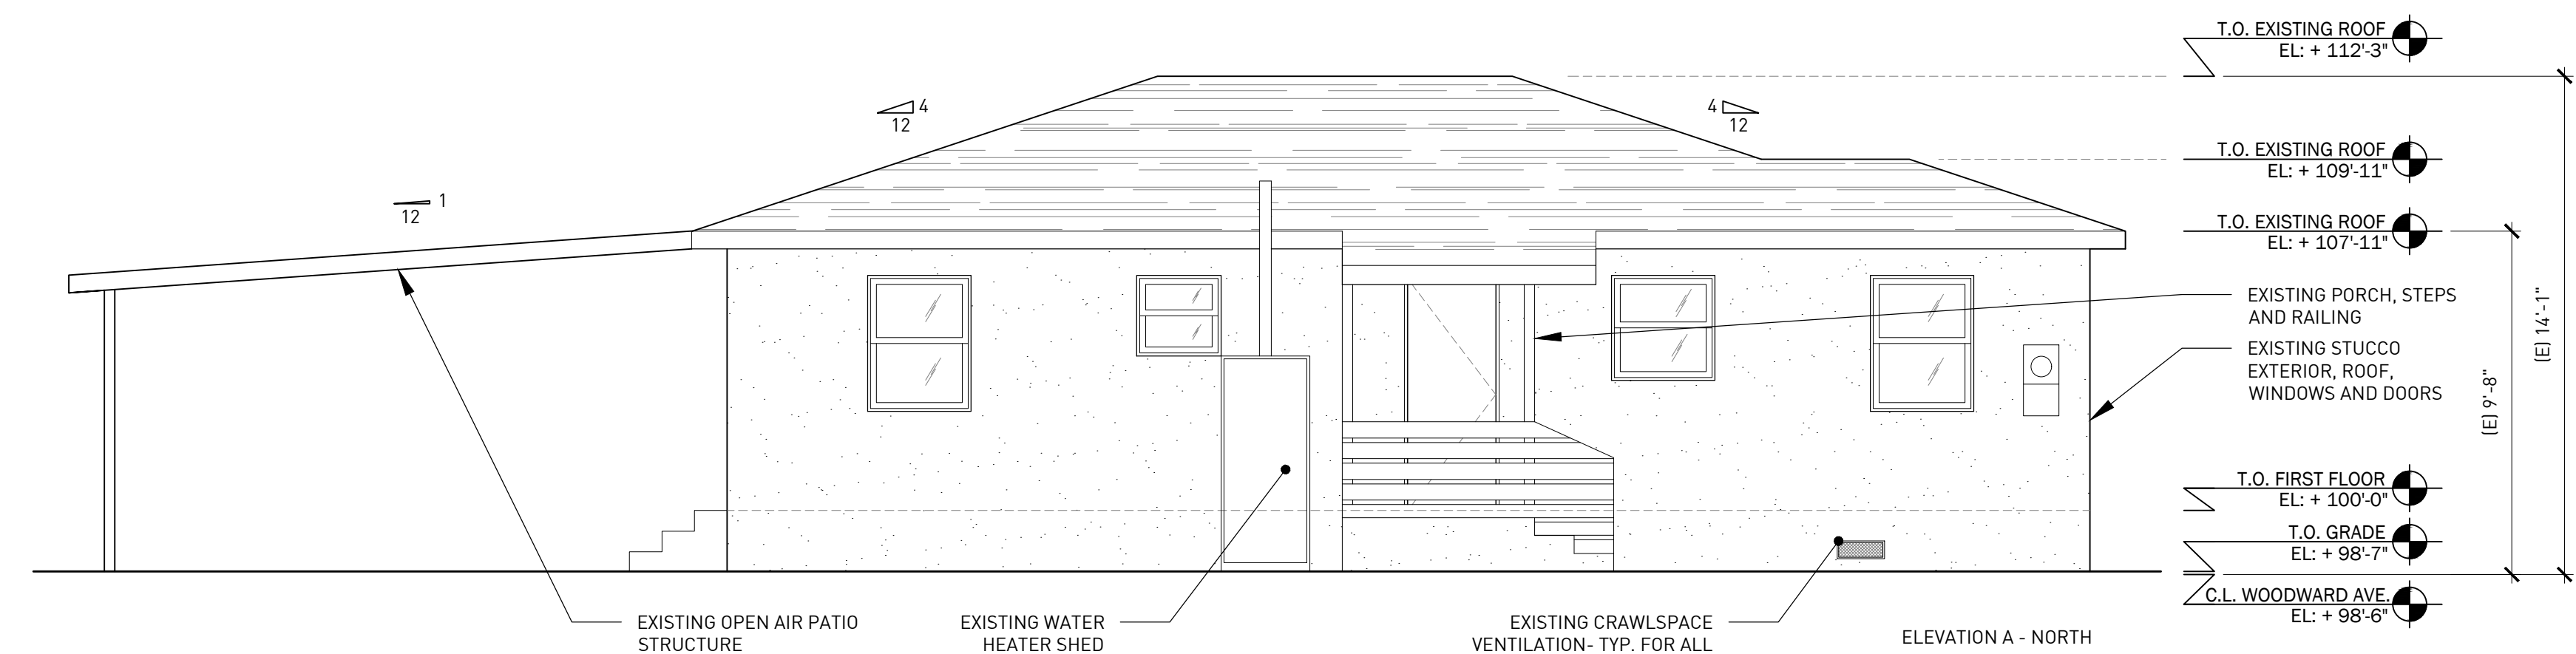 T.O. EXISTING ROOF
EL: + 112'-3"
4
12
4
12
T.O. EXISTING ROOF
EL: + 109'-11"
1
12
T.O. EXISTING ROOF
EL: + 107'-11"
EXISTING PORCH, STEPS
AND RAILING
EXISTING STUCCO
EXTERIOR, ROOF,
WINDOWS AND DOORS
(E) 14'-1"
(E) 9'-8"
T.O. FIRST FLOOR
EL: + 100'-0"
T.O. GRADE
EL: + 98'-7"
C.L. WOODWARD AVE.
EL: + 98'-6"
EXISTING OPEN AIR PATIO
STRUCTURE
EXISTING WATER
HEATER SHED
EXISTING CRAWLSPACE
VENTILATION- TYP. FOR ALL
ELEVATION A - NORTH